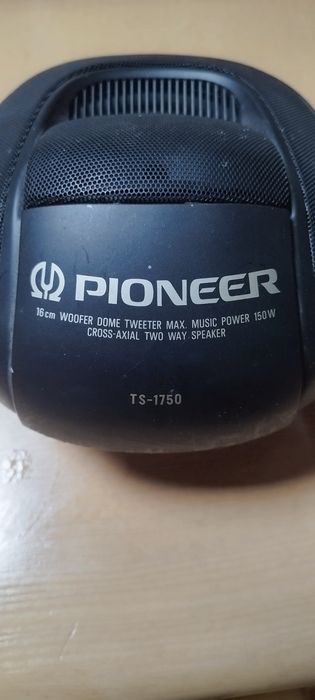 PIONEER
16cm WOOFER DOME TWEETER MAX. MUSIC POWER 150W
CROSS-AXIAL TWO WAY SPEAKER
TS-1750